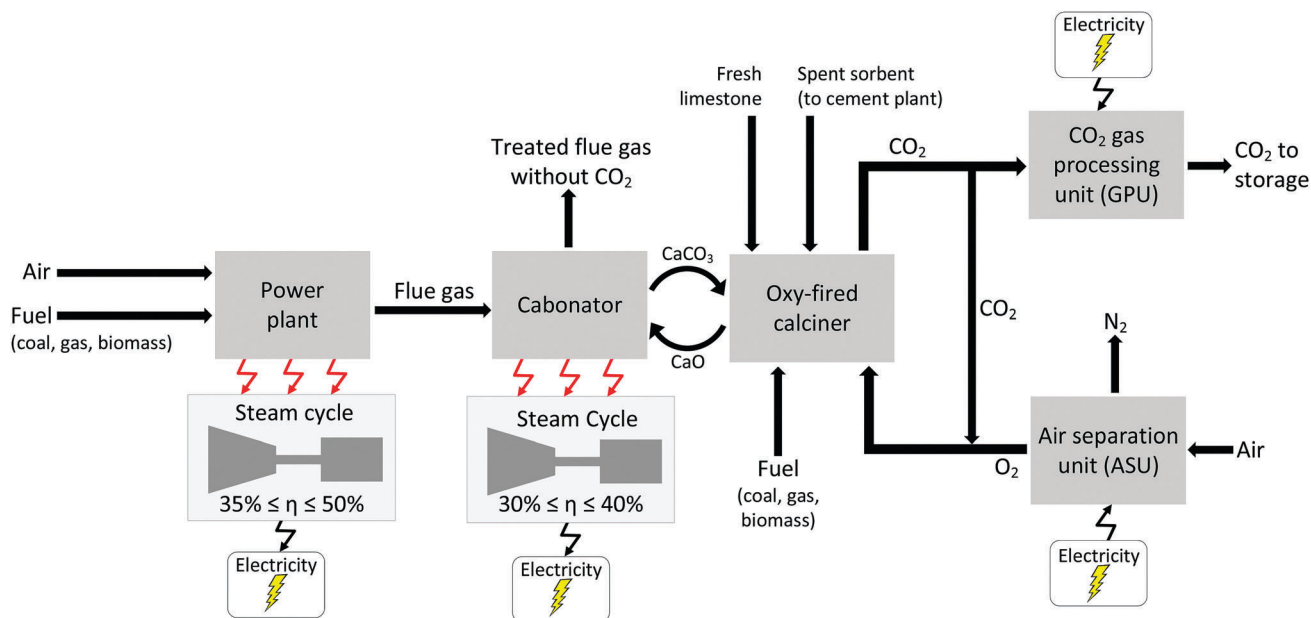 Electricity
Fresh
limestone
Spent sorbent
(to cement plant)
Treated flue gas
without CO₂
CO₂
CO₂ gas
processing
unit (GPU)
CO₂ to
storage
Air
Fuel
(coal, gas, biomass)
Power
plant
Flue gas
Cabonator
CaCO₃
CaO
Oxy-fired
calciner
CO₂
N₂
Steam cycle
35% ≤ η ≤ 50%
Electricity
Steam Cycle
30% ≤ η ≤ 40%
Electricity
Fuel
(coal, gas,
biomass)
O₂
Air separation
unit (ASU)
Air
Electricity